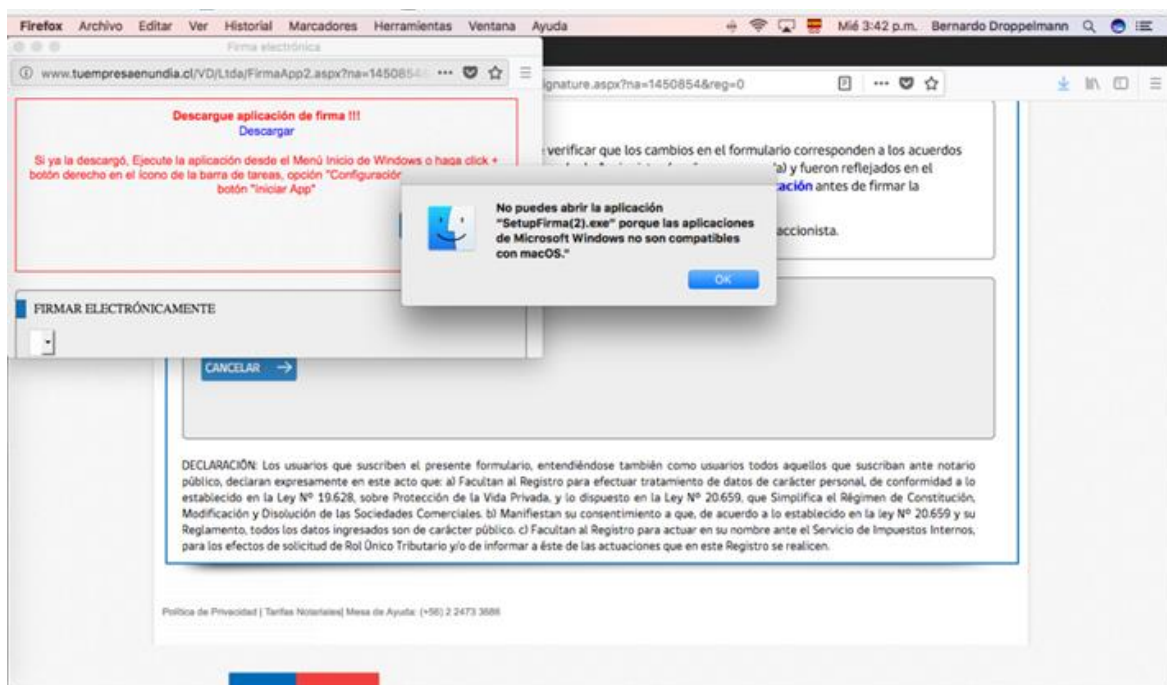 Firefox Archivo Editar Ver Historial Marcadores Herramientas Ventana Ayuda Mié 3:42 p.m. Bernardo Droppelmann
Firma electrónica
www.tuempresaenundia.cl/VD/Ltda/FirmaApp2.aspx?na=1450854
ignature.aspx?na=1450854&reg=0
Descargue aplicación de firma !!!
Descargar
Si ya la descargó, Ejecute la aplicación desde el Menú Inicio de Windows o haga click +
botón derecho en el ícono de la barra de tareas, opción "Configuración
botón "iniciar App"
verificar que los cambios en el formulario corresponden a los acuerdos
a) y fueron reflejados en el
ación antes de firmar la
accionista.
No puedes abrir la aplicación
"SetupFirma(2).exe" porque las aplicaciones
de Microsoft Windows no son compatibles
con macOS."
OK
FIRMAR ELECTRÓNICAMENTE
CANCELAR
DECLARACIÓN: Los usuarios que suscriben el presente formulario, entendiéndose también como usuarios todos aquellos que suscriban ante notario
público, declaran expresamente en este acto que: a) Facultan al Registro para efectuar tratamiento de datos de carácter personal, de conformidad a lo
establecido en la Ley Nº 19.628, sobre Protección de la Vida Privada, y lo dispuesto en la Ley Nº 20.659, que Simplifica el Régimen de Constitución,
Modificación y Disolución de las Sociedades Comerciales. b) Manifiestan su consentimiento a que, de acuerdo a lo establecido en la ley Nº 20.659 y su
Reglamento, todos los datos ingresados son de carácter público. c) Facultan al Registro para actuar en su nombre ante el Servicio de Impuestos Internos,
para los efectos de solicitud de Rol Único Tributario y/o de informar a éste de las actuaciones que en este Registro se realicen.
Política de Privacidad | Tarifas Notariales| Mesa de Ayuda: (+56) 2 2473 3686